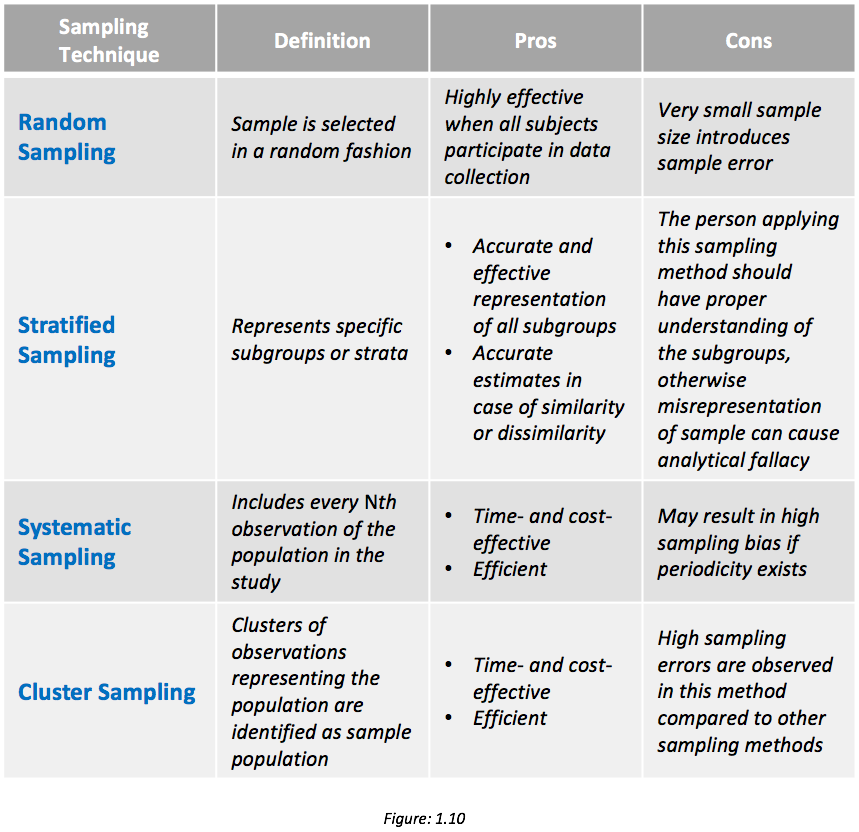 Sampling
Technique
Definition
Pros
Cons
Random
Sampling
Sample is selected
in a random fashion
Highly effective
when all subjects
participate in data
collection
Very small sample
size introduces
sample error
Stratified
Sampling
Represents specific
subgroups or strata
• Accurate and
effective
representation
of all subgroups
• Accurate
estimates in
case of similarity
or dissimilarity
The person applying
this sampling
method should
have proper
understanding of
the subgroups,
otherwise
misrepresentation
of sample can cause
analytical fallacy
Systematic
Sampling
Includes every Nth
observation of the
population in the
study
• Time- and cost-
effective
• Efficient
May result in high
sampling bias if
periodicity exists
Cluster Sampling
Clusters of
observations
representing the
population are
identified as sample
population
• Time- and cost-
effective
• Efficient
High sampling
errors are observed
in this method
compared to other
sampling methods
Figure: 1.10